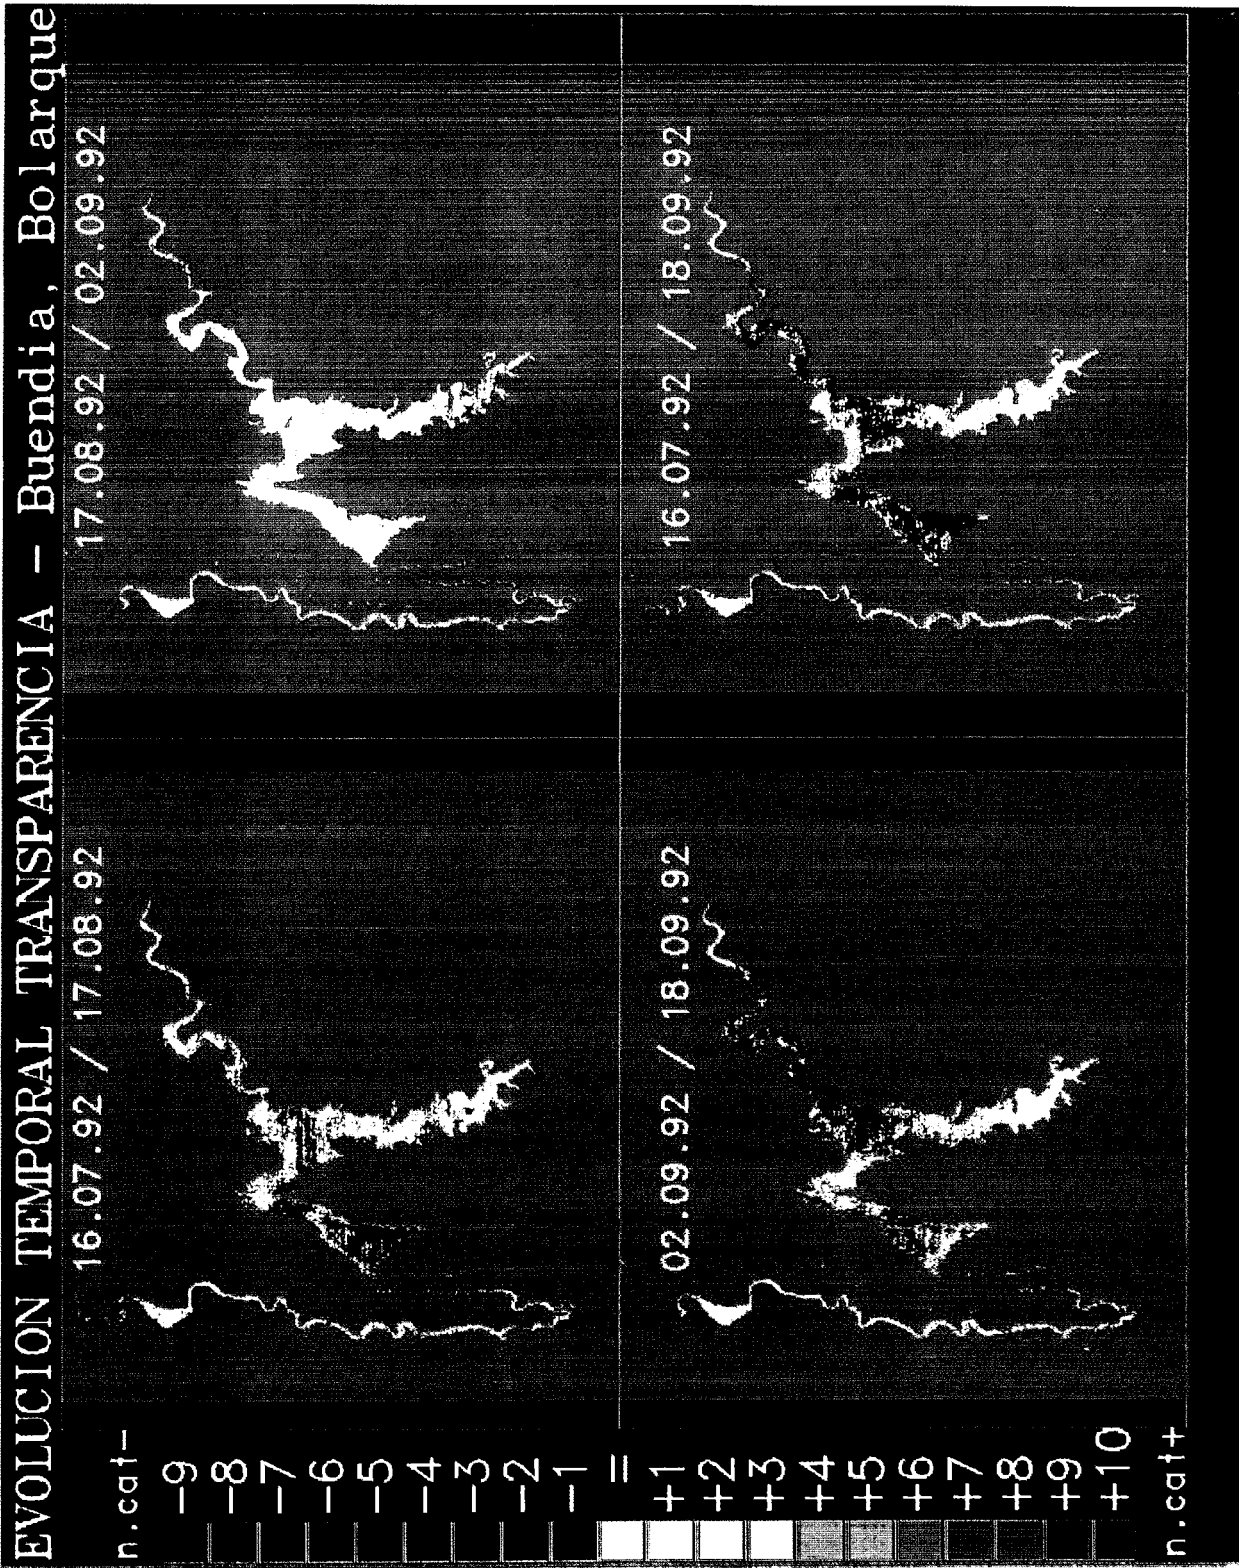 EVOLUCION TEMPORAL TRANSPARENCIA - Buendia, Bolarque
16.07.92 / 17.08.92
17.08.92 / 02.09.92
02.09.92 / 18.09.92
16.07.92 / 18.09.92
n.cat-
-9
-8
-7
-6
-5
-4
-3
-2
-1
=
+1
+2
+3
+4
+5
+6
+7
+8
+9
+10
n.cat+